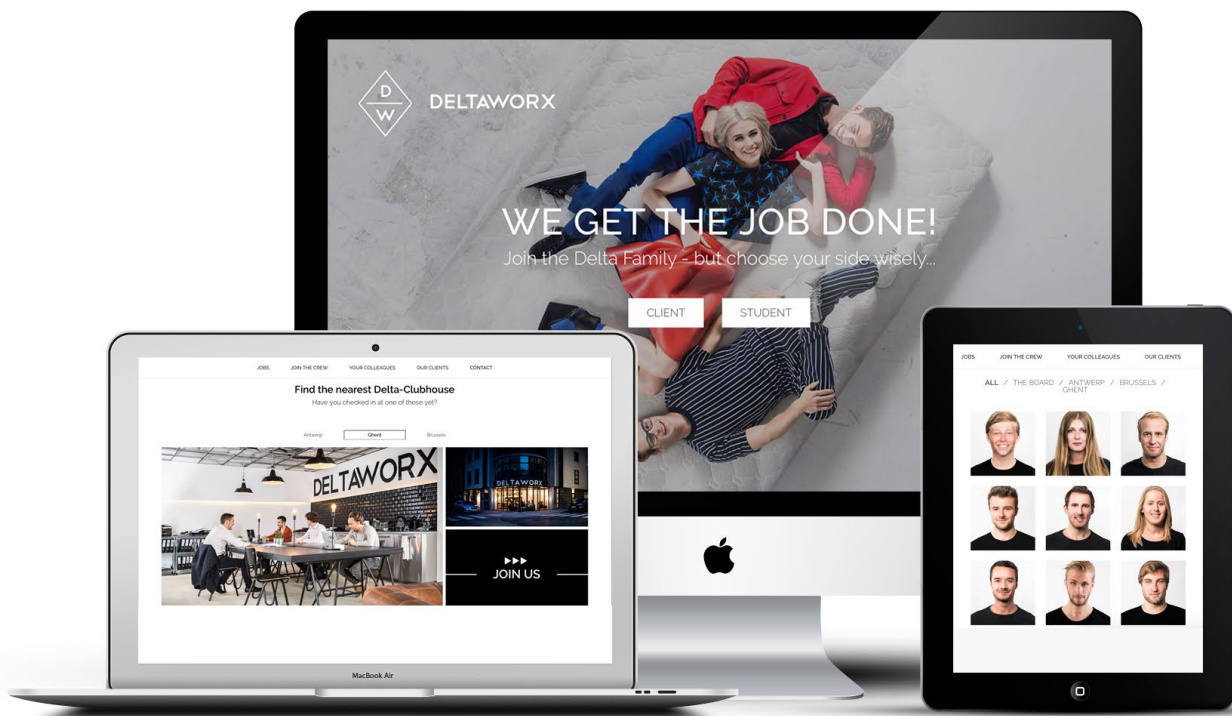 D
W
DELTAWORX
WE GET THE JOB DONE!
Join the Delta Family - but choose your side wisely...
CLIENT STUDENT
JOBS JOIN THE CREW YOUR COLLEAGUES OUR CLIENTS CONTACT
Find the nearest Delta-Clubhouse
Have you checked in at one of these yet?
Antwerp Ghent Brussels
DELTAWORX
DELTAWORX
JOIN US
MacBook Air
JOBS JOIN THE CREW YOUR COLLEAGUES OUR CLIENTS
ALL / THE BOARD / ANTWERP / BRUSSELS /
GHENT